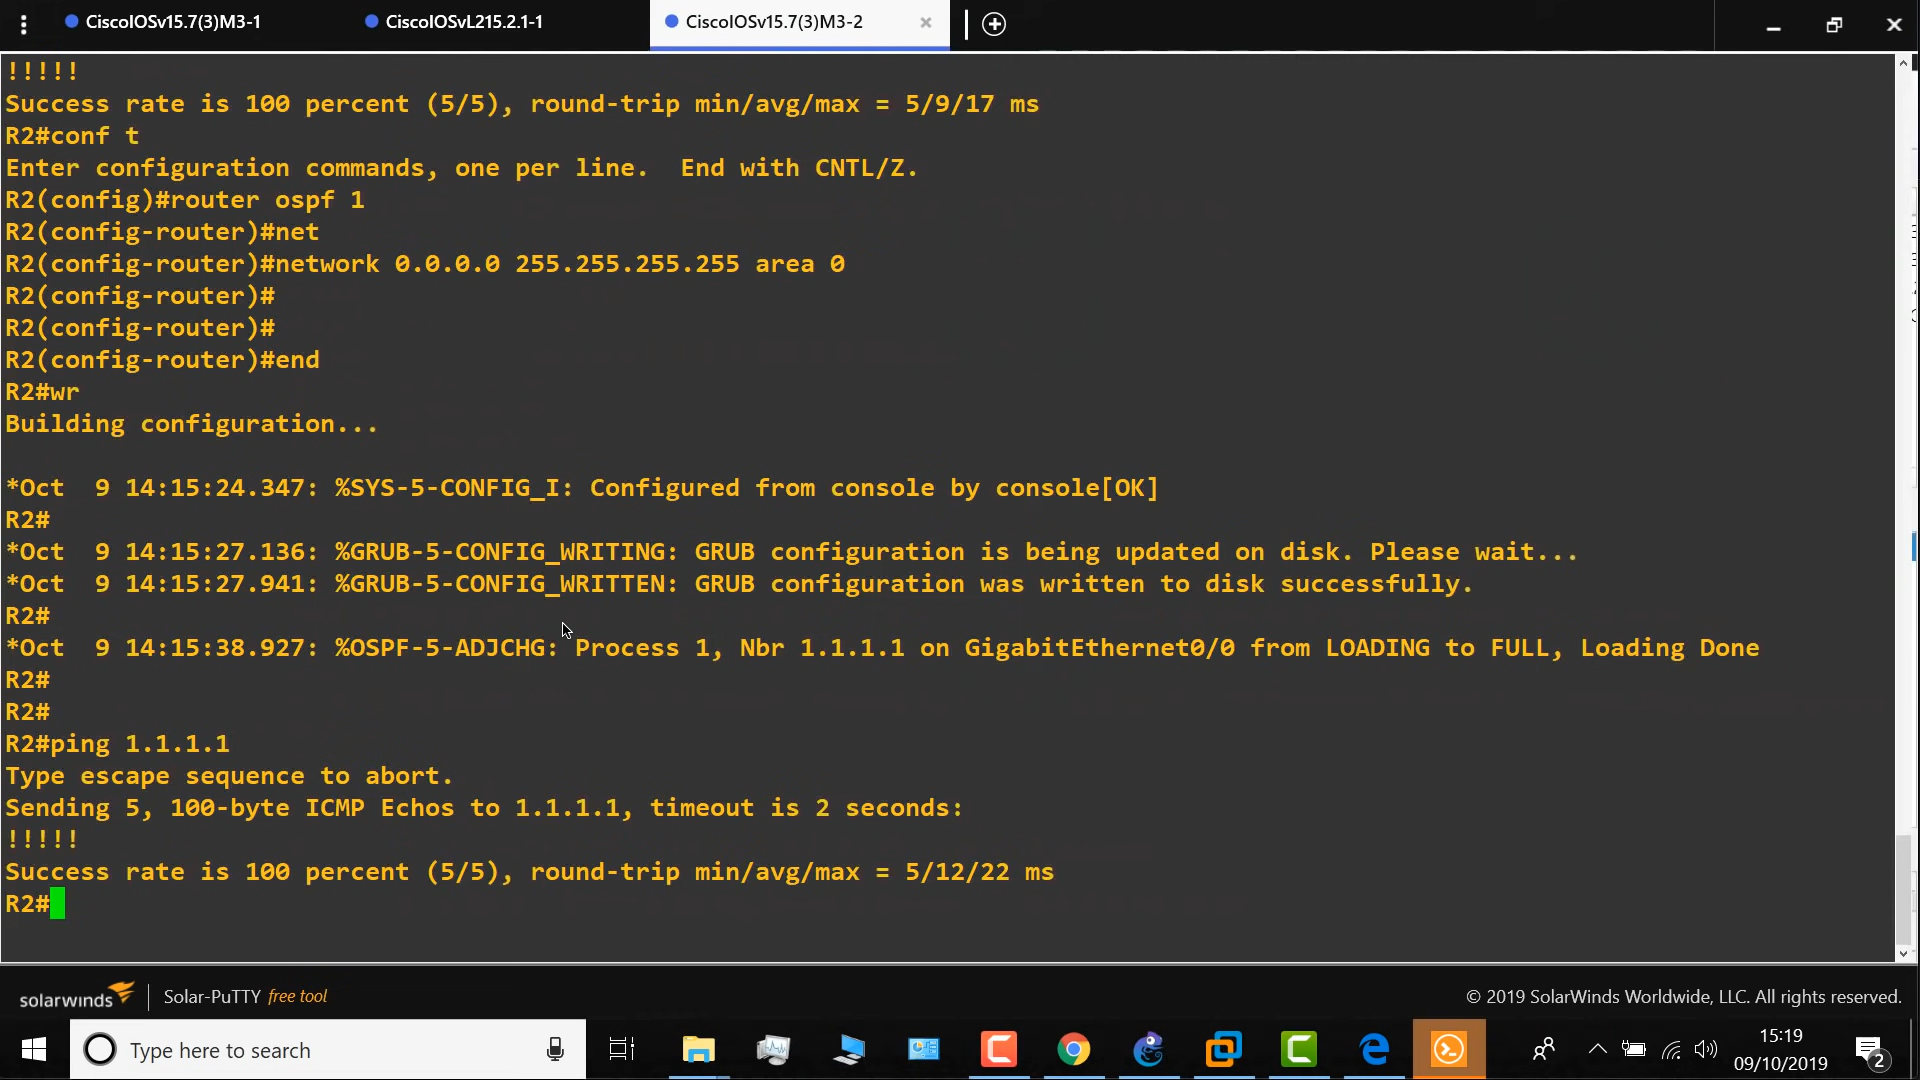 CiscoIOSv15.7(3)M3-1
CiscoIOSvL215.2.1-1
CiscoIOSv15.7(3)M3-2
!!!!!
Success rate is 100 percent (5/5), round-trip min/avg/max = 5/9/17 ms
R2#conf t
Enter configuration commands, one per line.  End with CNTL/Z.
R2(config)#router ospf 1
R2(config-router)#net
R2(config-router)#network 0.0.0.0 255.255.255.255 area 0
R2(config-router)#
R2(config-router)#
R2(config-router)#end
R2#wr
Building configuration...
*Oct  9 14:15:24.347: %SYS-5-CONFIG_I: Configured from console by console[OK]
R2#
*Oct  9 14:15:27.136: %GRUB-5-CONFIG_WRITING: GRUB configuration is being updated on disk. Please wait...
*Oct  9 14:15:27.941: %GRUB-5-CONFIG_WRITTEN: GRUB configuration was written to disk successfully.
R2#
*Oct  9 14:15:38.927: %OSPF-5-ADJCHG: Process 1, Nbr 1.1.1.1 on GigabitEthernet0/0 from LOADING to FULL, Loading Done
R2#
R2#
R2#ping 1.1.1.1
Type escape sequence to abort.
Sending 5, 100-byte ICMP Echos to 1.1.1.1, timeout is 2 seconds:
!!!!!
Success rate is 100 percent (5/5), round-trip min/avg/max = 5/12/22 ms
R2#
solarwinds Solar-PuTTY free tool
© 2019 SolarWinds Worldwide, LLC. All rights reserved.
Type here to search
15:19
09/10/2019
2